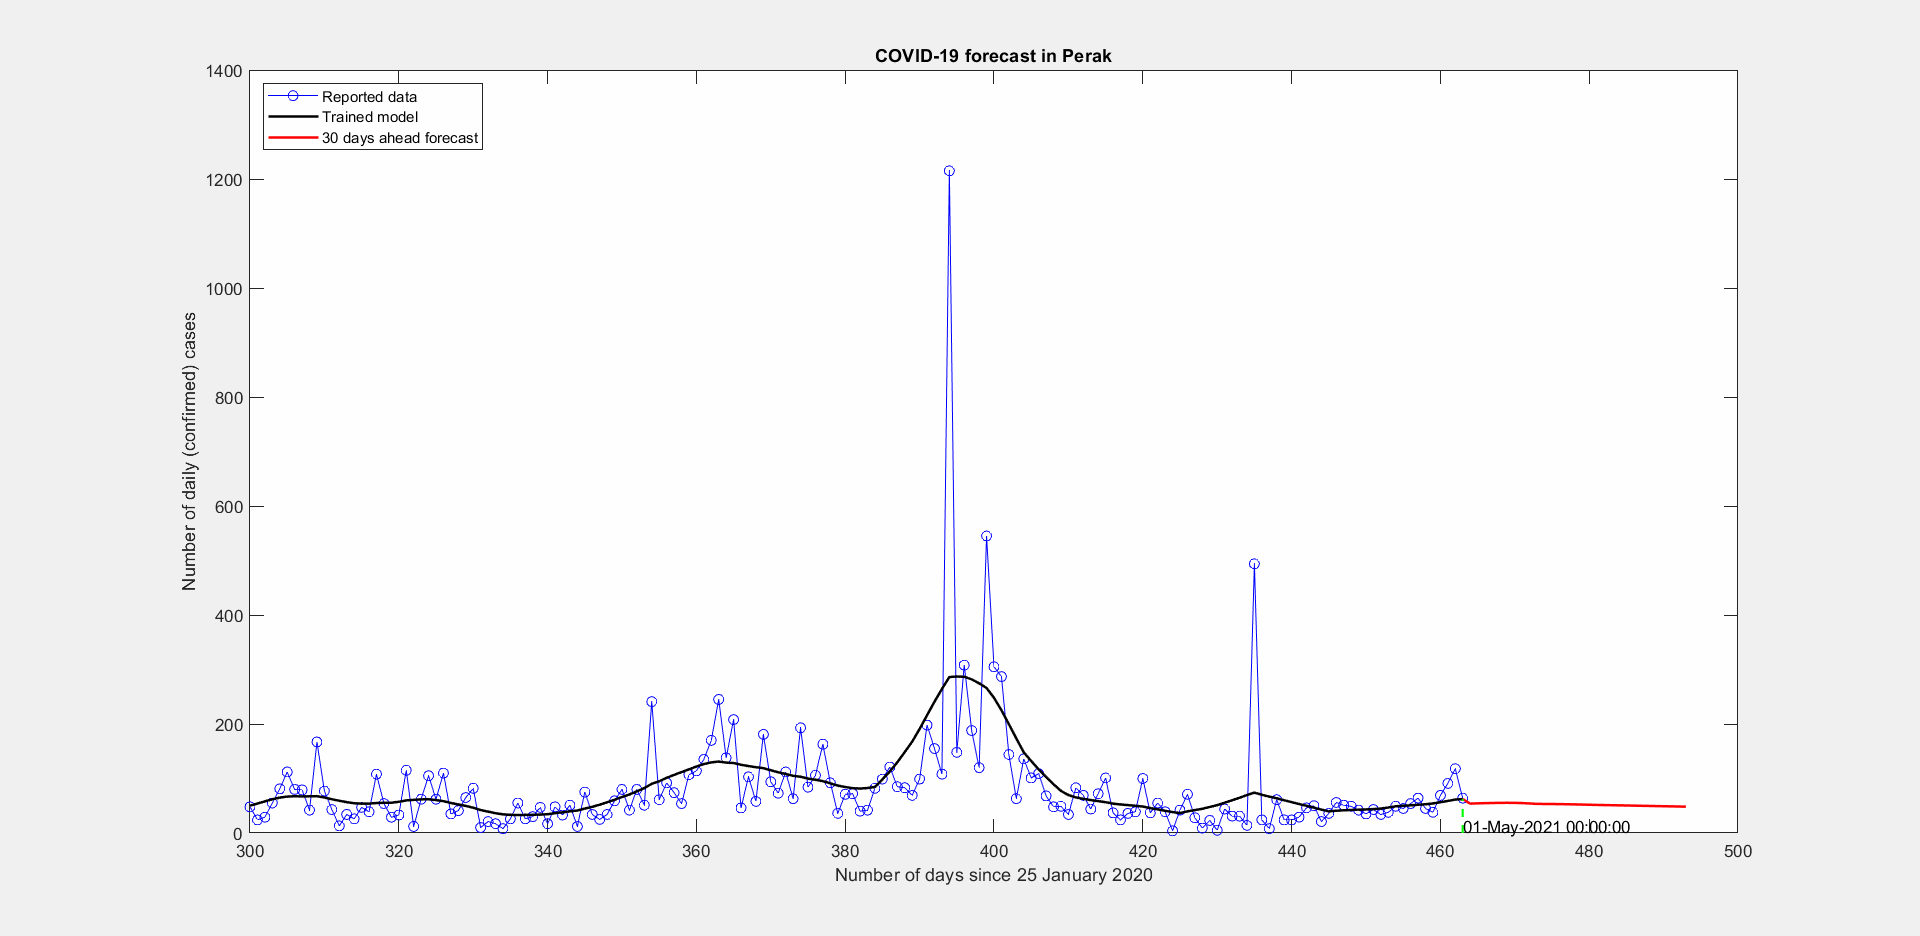 COVID-19 forecast in Perak
1400
1200
1000
800
600
400
200
0
Number of daily (confirmed) cases
Reported data
Trained model
30 days ahead forecast
01-May-2021 00:00:00
300 320 340 360 380 400 420 440 460 480 500
Number of days since 25 January 2020